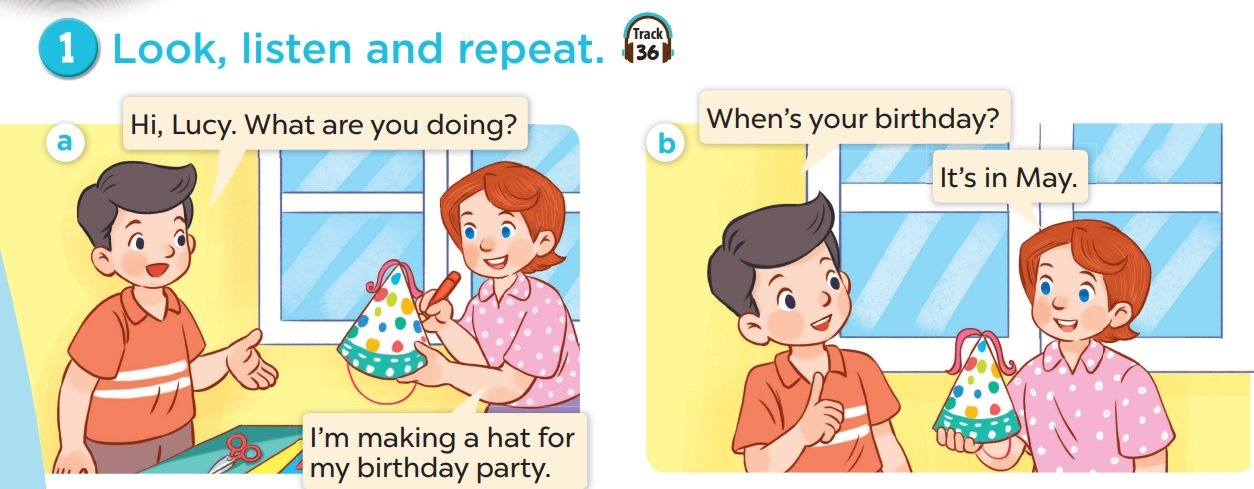 1 Look, listen and repeat. Track
36
a
Hi, Lucy. What are you doing?
I'm making a hat for
my birthday party.
b
When's your birthday?
It's in May.